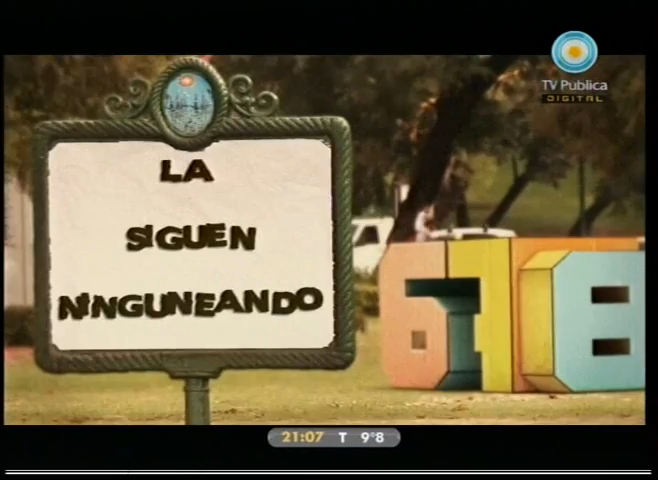 TV Publica
DIGITAL
LA
SIGUEN
NINGUNEANDO
678
21:07 T 9°8